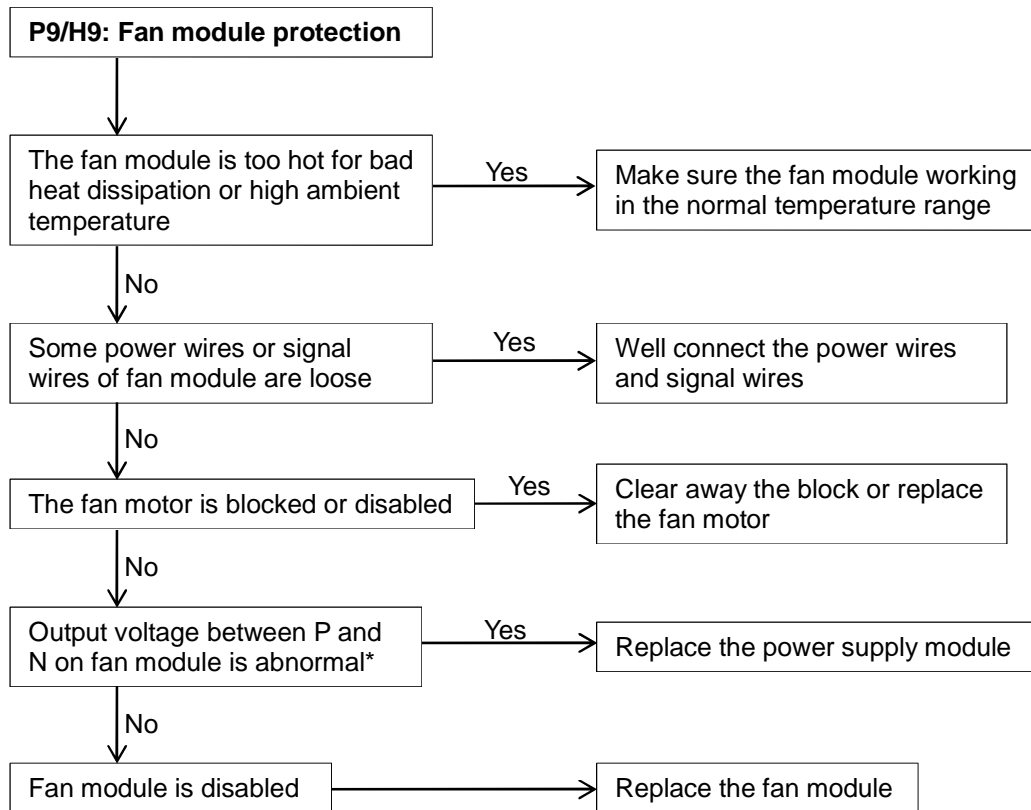 P9/H9: Fan module protection
The fan module is too hot for bad
heat dissipation or high ambient
temperature
Yes
Make sure the fan module working
in the normal temperature range
No
Some power wires or signal
wires of fan module are loose
Yes
Well connect the power wires
and signal wires
No
The fan motor is blocked or disabled
Yes
Clear away the block or replace
the fan motor
No
Output voltage between P and
N on fan module is abnormal*
Yes
Replace the power supply module
No
Fan module is disabled
Replace the fan module